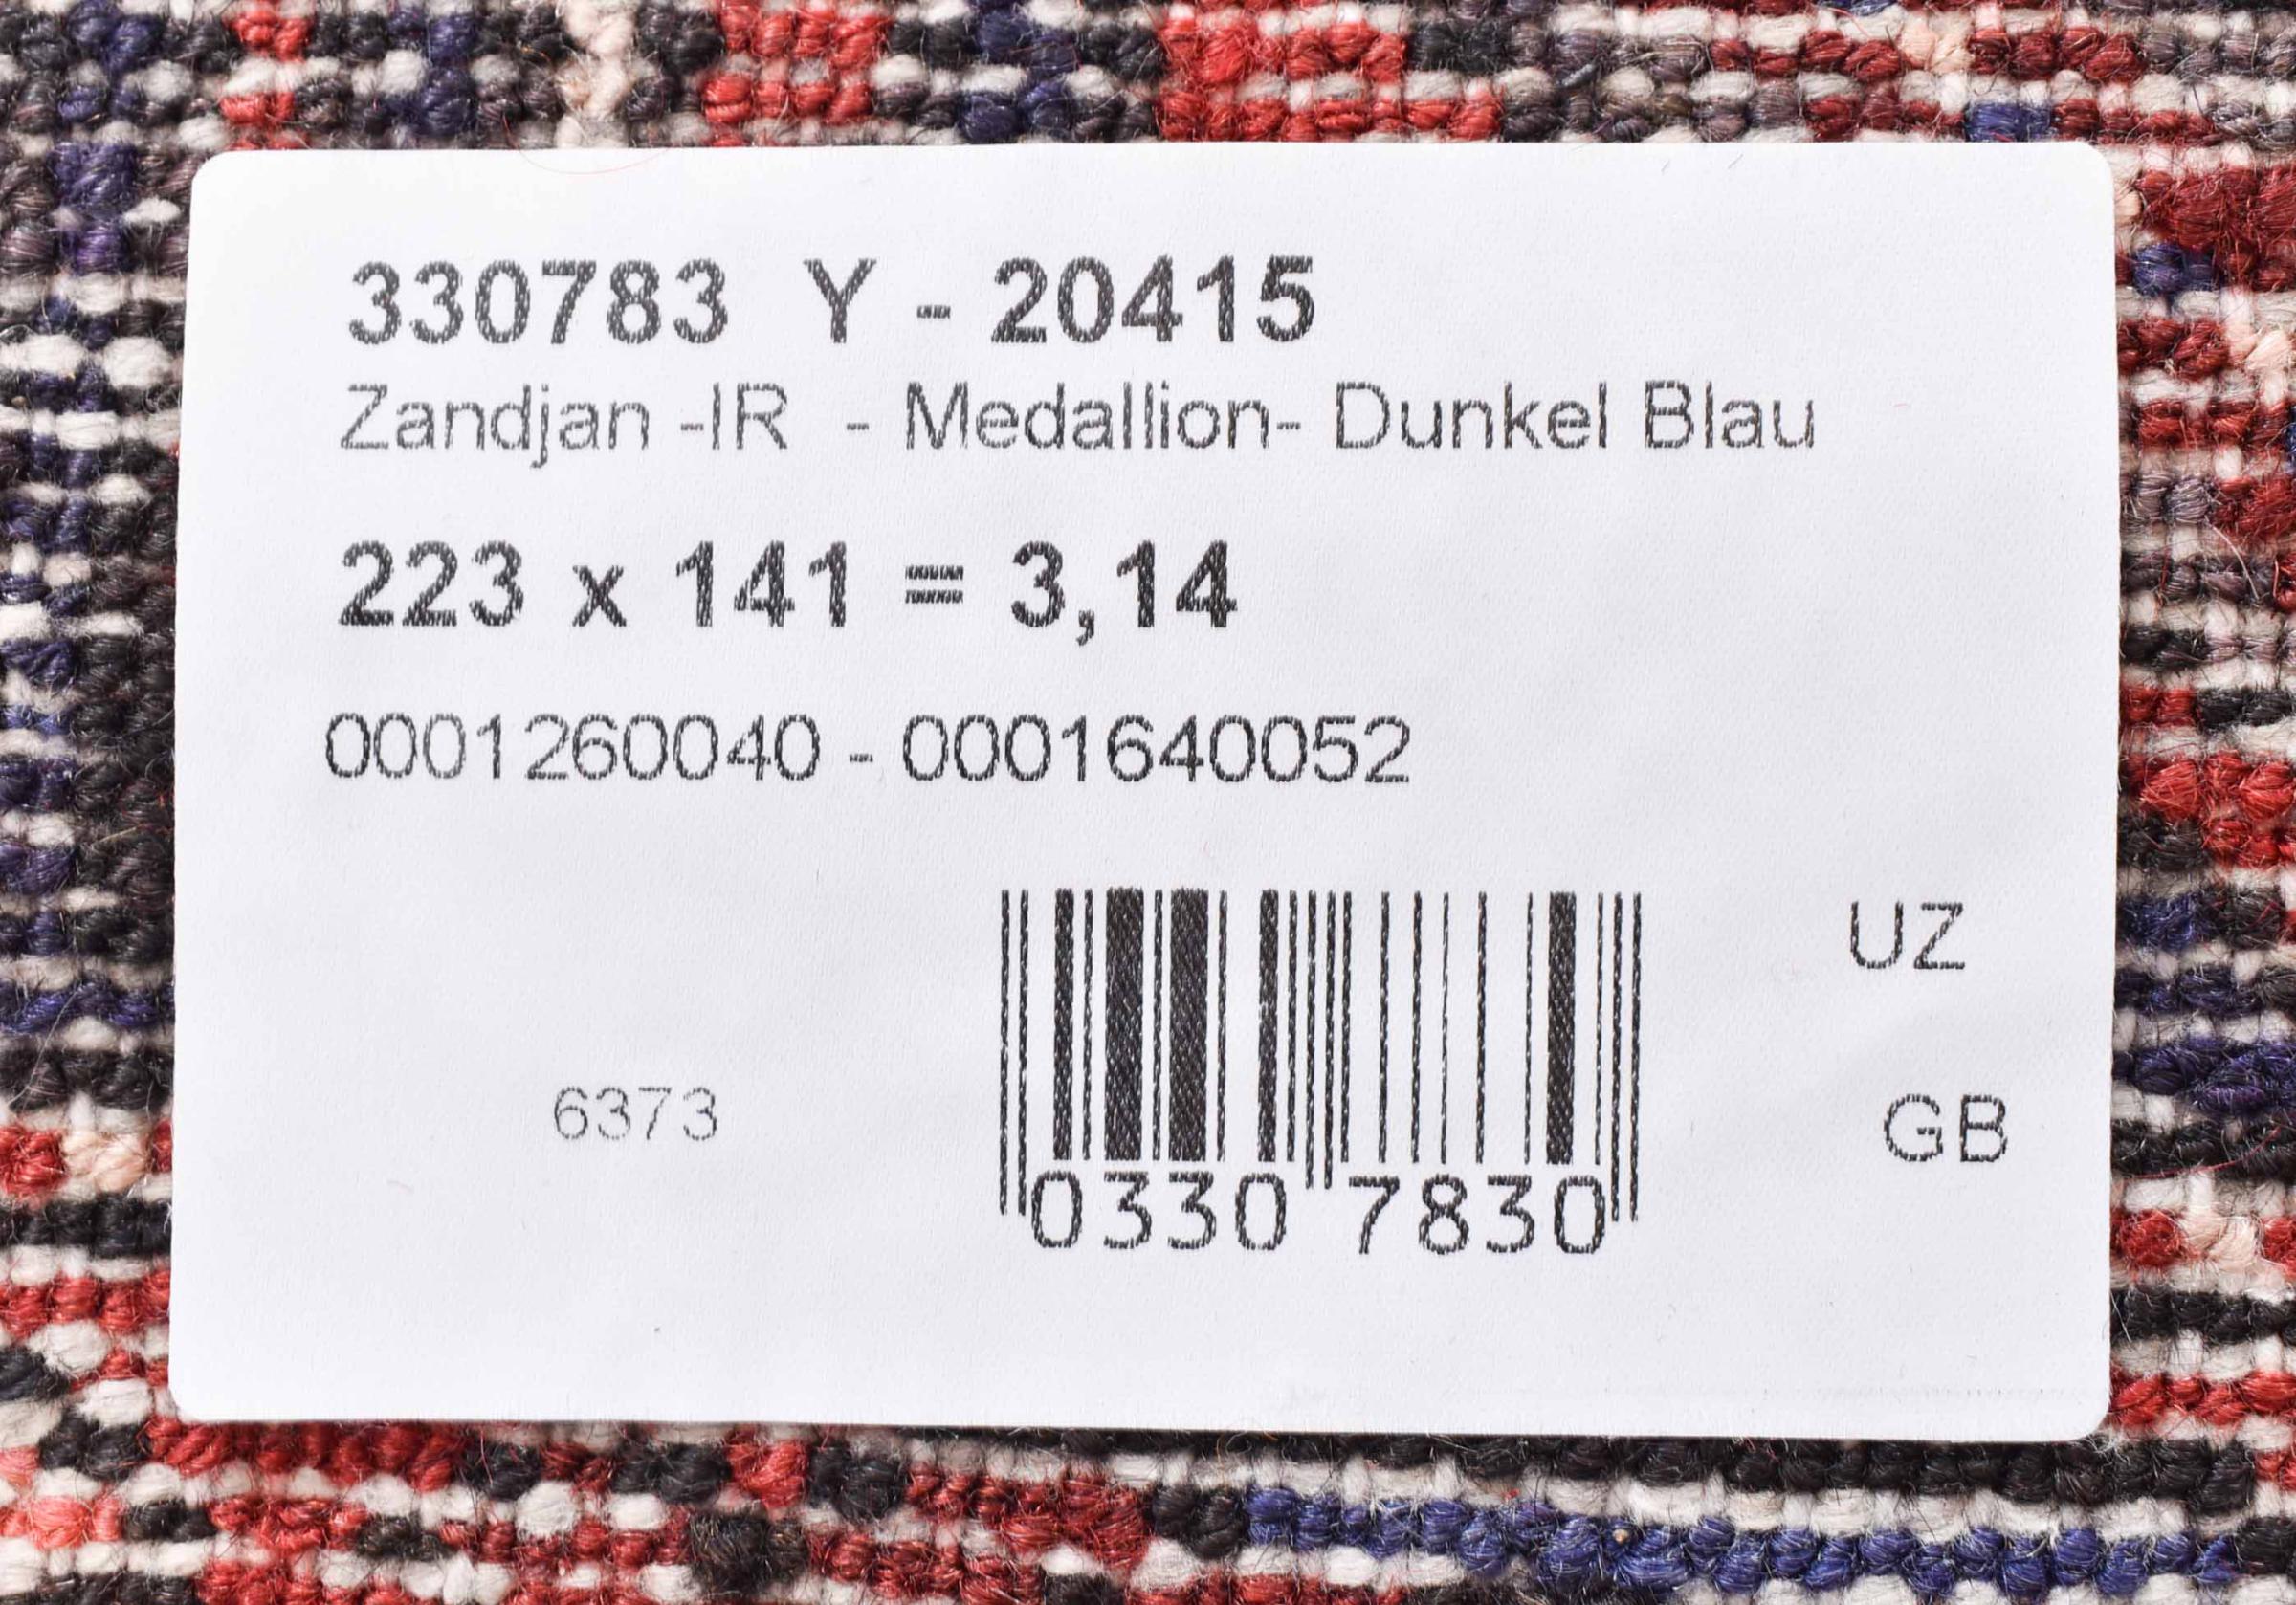 330783 Y - 20415
Zandjan -IR - Medallion- Dunkel Blau
223 x 141 = 3,14
0001260040 - 0001640052
UZ
6373
GB
0330 7830